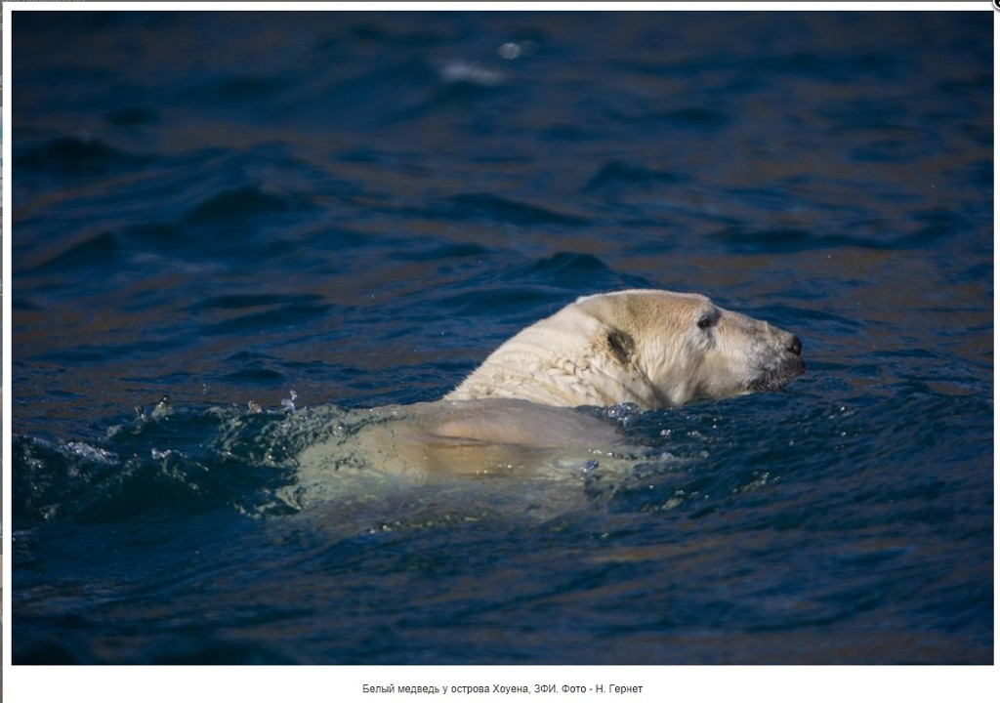 Белый медведь у острова Хоуена, ЗФИ. Фото - Н. Гернет